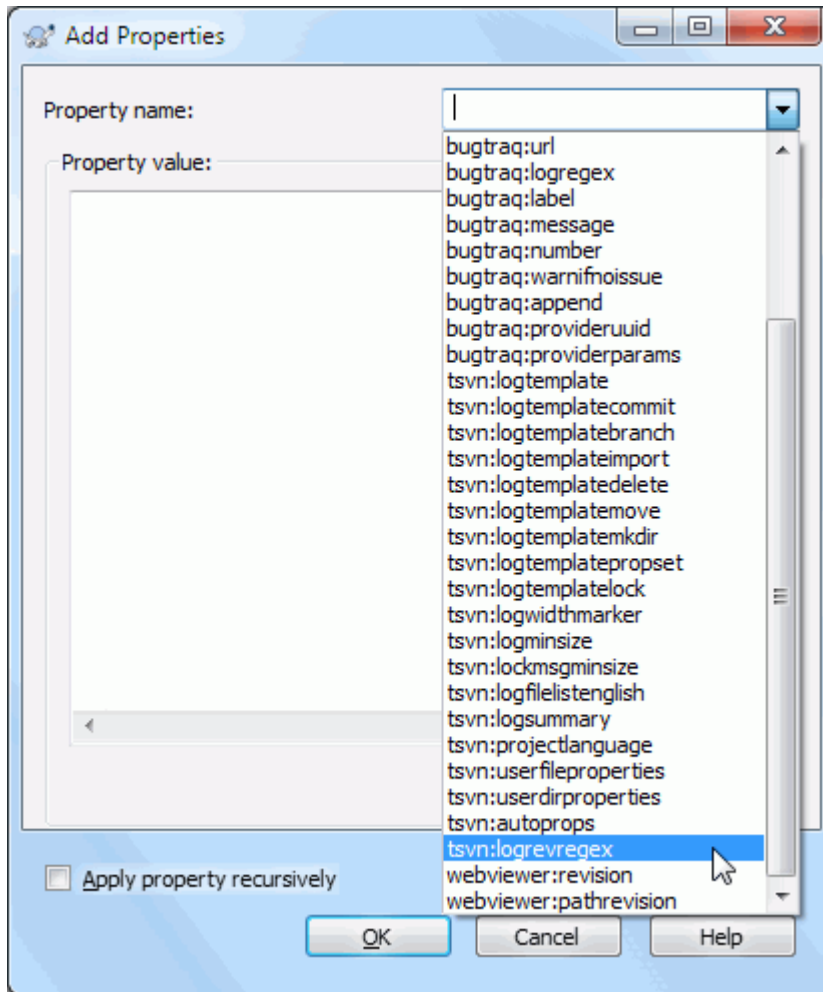 Add Properties
Property name:
Property value:
bugtraq:url
bugtraq:logregex
bugtraq:label
bugtraq:message
bugtraq:number
bugtraq:warnifnoissue
bugtraq:append
bugtraq:provideruuid
bugtraq:providerparams
tsvn:logtemplate
tsvn:logtemplatecommit
tsvn:logtemplatebranch
tsvn:logtemplateimport
tsvn:logtemplatedelete
tsvn:logtemplatemove
tsvn:logtemplatemkdir
tsvn:logtemplatepropset
tsvn:logtemplatelock
tsvn:logwidthmarker
tsvn:logminsize
tsvn:lockmsgminsize
tsvn:logfilelistenglish
tsvn:logsummary
tsvn:projectlanguage
tsvn:userfileproperties
tsvn:userdirproperties
tsvn:autoprops
tsvn:logrevregex
webviewer:revision
webviewer:pathrevision
Apply property recursively
OK Cancel Help